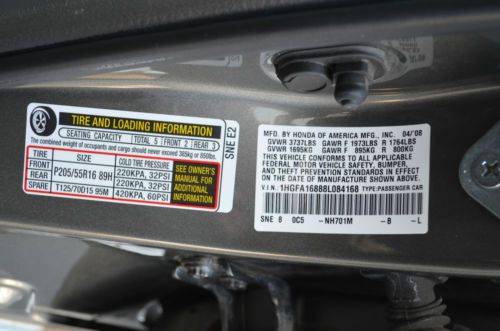 TIRE AND LOADING INFORMATION
SEATING CAPACITY TOTAL 5 FRONT 2 REAR 3
The combined weight of occupants and cargo should never exceed 385kg or 850lbs.
TIRE SIZE COLD TIRE PRESSURE
FRONT P205/55R16 89H 220KPA, 32PSI
REAR 220KPA, 32PSI
SPARE T125/70D15 95M 420KPA, 60PSI
SEE OWNER'S
MANUAL
FOR
ADDITIONAL
INFORMATION
SNE E2
MFD. BY HONDA OF AMERICA MFG., INC. 04/'08
GVWR 3737LBS GAWR F 1973LBS R 1764LBS
GVWR 1695KG GAWR F 895KG R 800KG
THIS VEHICLE CONFORMS TO ALL APPLICABLE
FEDERAL MOTOR VEHICLE SAFETY, BUMPER,
AND THEFT PREVENTION STANDARDS IN EFFECT ON
THE DATE OF MANUFACTURE SHOWN ABOVE.
V.I.N. 1HGFA16888L084168 TYPE:PASSENGER CAR
SNE 8 0C5 -NH701M -B -L